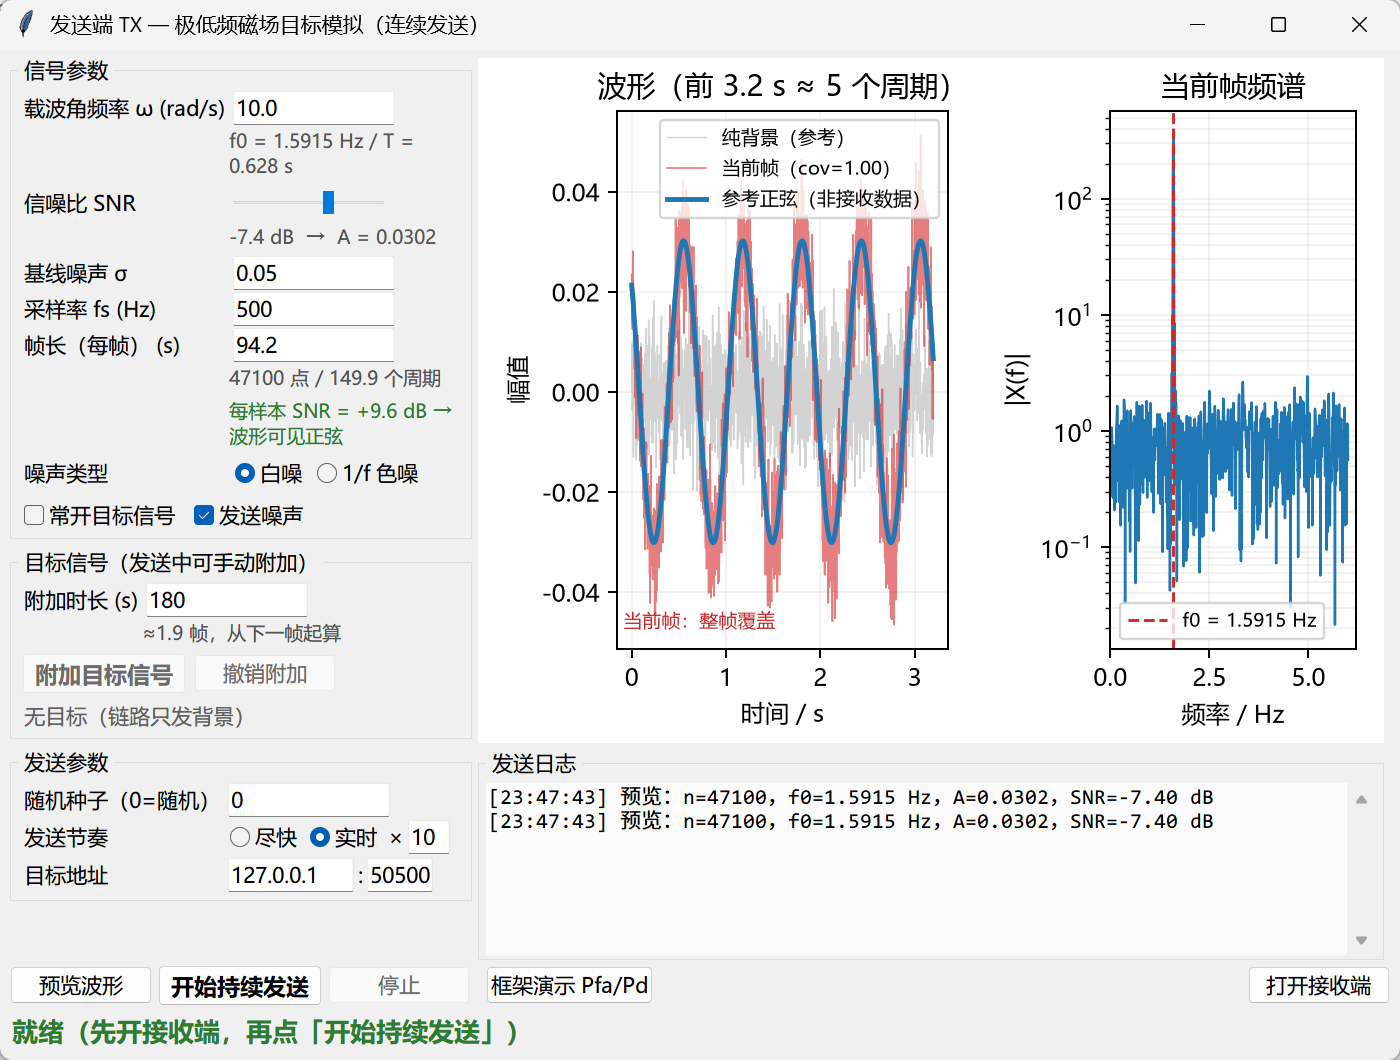 发送端 TX — 极低频磁场目标模拟（连续发送）
信号参数
载波角频率 ω (rad/s) 10.0
f0 = 1.5915 Hz / T =
0.628 s
信噪比 SNR
-7.4 dB → A = 0.0302
基线噪声 σ 0.05
采样率 fs (Hz) 500
帧长（每帧） (s) 94.2
47100 点 / 149.9 个周期
每样本 SNR = +9.6 dB →
波形可见正弦
噪声类型 白噪 1/f 色噪
常开目标信号 发送噪声
目标信号（发送中可手动附加）
附加时长 (s) 180
≈1.9 帧，从下一帧起算
附加目标信号 撤销附加
无目标（链路只发背景）
发送参数
随机种子（0=随机） 0
发送节奏 尽快 实时 × 10
目标地址 127.0.0.1 : 50500
波形（前 3.2 s ≈ 5 个周期）
纯背景（参考）
当前帧（cov=1.00）
参考正弦（非接收数据）
幅值
0.04
0.02
0.00
-0.02
-0.04
当前帧：整帧覆盖
0 1 2 3
时间 / s
当前帧频谱
|X(f)|
10²
10¹
10⁰
10⁻¹
f0 = 1.5915 Hz
0.0 2.5 5.0
频率 / Hz
发送日志
[23:47:43] 预览：n=47100，f0=1.5915 Hz，A=0.0302，SNR=-7.40 dB
[23:47:43] 预览：n=47100，f0=1.5915 Hz，A=0.0302，SNR=-7.40 dB
预览波形 开始持续发送 停止 框架演示 Pfa/Pd 打开接收端
就绪（先开接收端，再点「开始持续发送」）